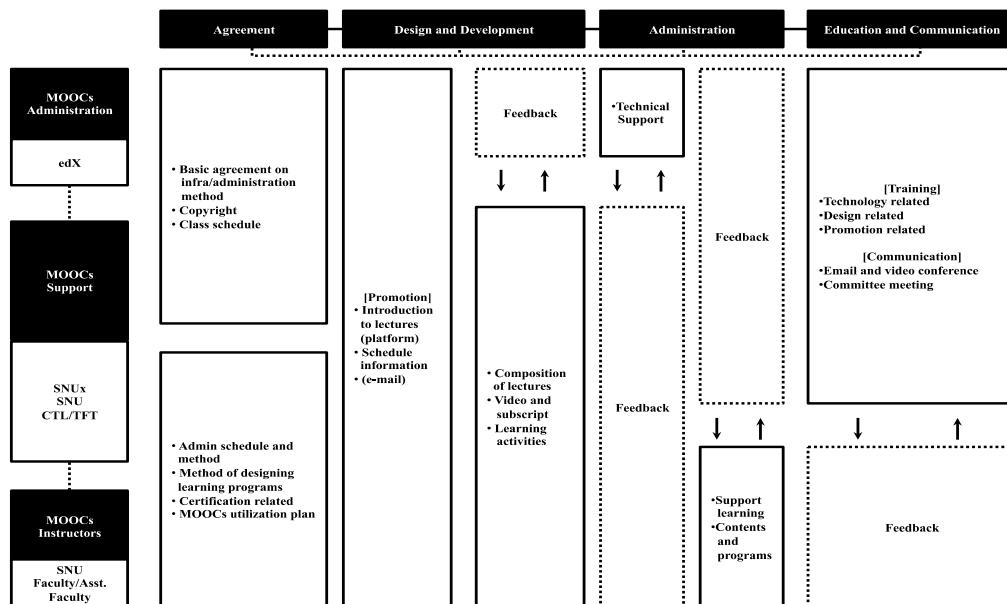 Agreement
Design and Development
Administration
Education and Communication
MOOCs
Administration
edX
MOOCs
Support
SNUx
SNU
CTL/TFT
MOOCs
Instructors
SNU
Faculty/Asst.
Faculty
• Basic agreement on
infra/administration
method
• Copyright
• Class schedule
• Admin schedule and
method
• Method of designing
learning programs
• Certification related
• MOOCs utilization plan
[Promotion]
• Introduction
to lectures
(platform)
• Schedule
information
• (e-mail)
Feedback
• Composition
of lectures
• Video and
subscript
• Learning
activities
•Technical
Support
Feedback
Feedback
•Support
learning
•Contents
and
programs
[Training]
•Technology related
•Design related
•Promotion related
[Communication]
•Email and video conference
•Committee meeting
Feedback